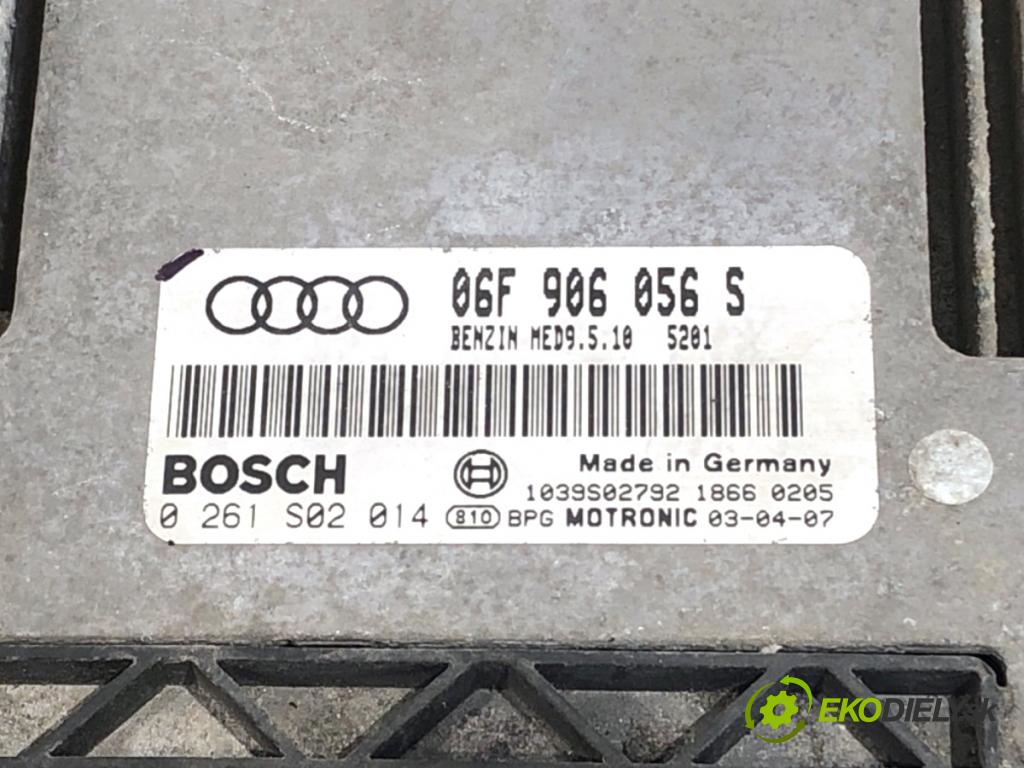 06F 906 056 S
BENZIN MED9.5.10 5201
BOSCH
Made in Germany
1039S02792 1866 0205
0 261 S02 014 810 BPG MOTRONIC 03-04-07
EKODIELY.sk